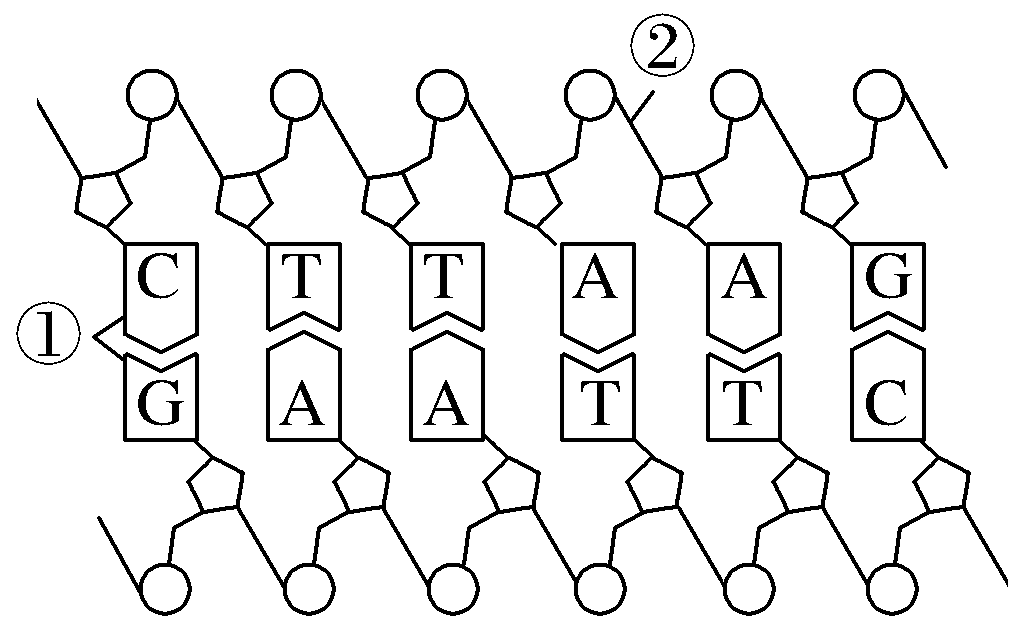 ②
C T T A A G
①
G A A T T C